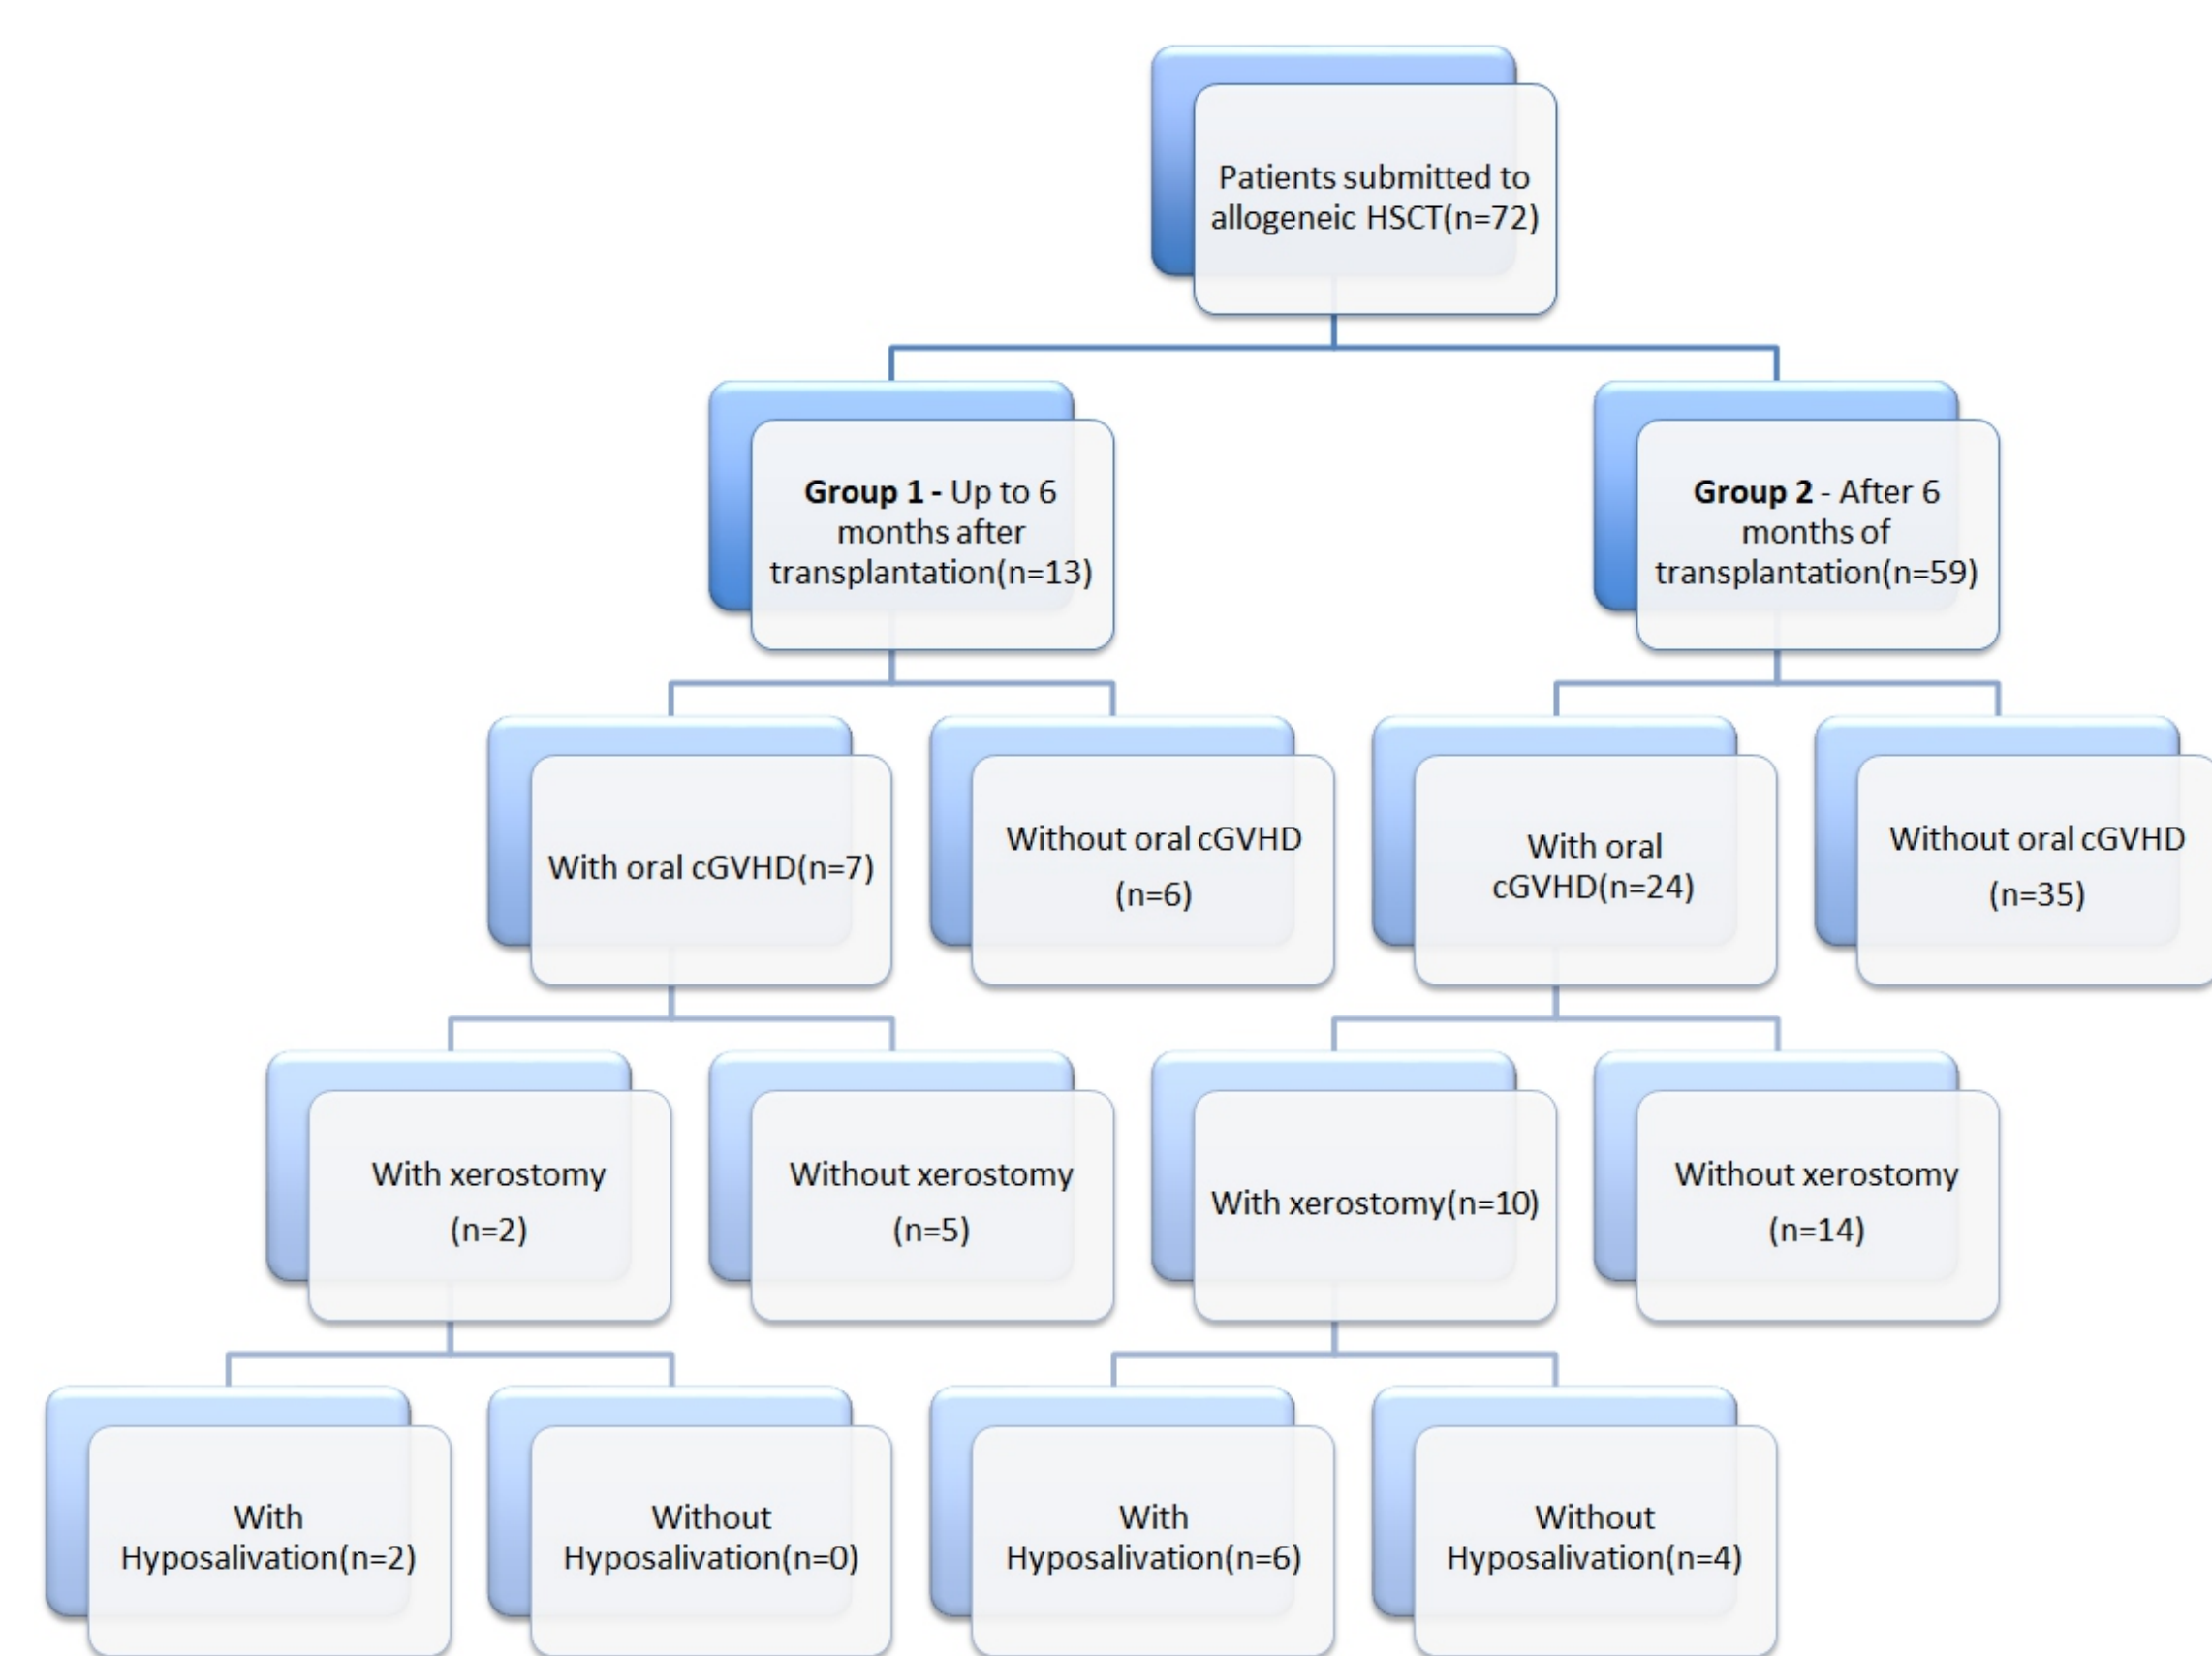 Patients submitted to
allogeneic HSCT(n=72)
Group 1 - Up to 6
months after
transplantation(n=13)
Group 2 - After 6
months of
transplantation(n=59)
With oral cGVHD(n=7)
Without oral cGVHD
(n=6)
With oral
cGVHD(n=24)
Without oral cGVHD
(n=35)
With xerostomy
(n=2)
Without xerostomy
(n=5)
With xerostomy(n=10)
Without xerostomy
(n=14)
With
Hyposalivation(n=2)
Without
Hyposalivation(n=0)
With
Hyposalivation(n=6)
Without
Hyposalivation(n=4)